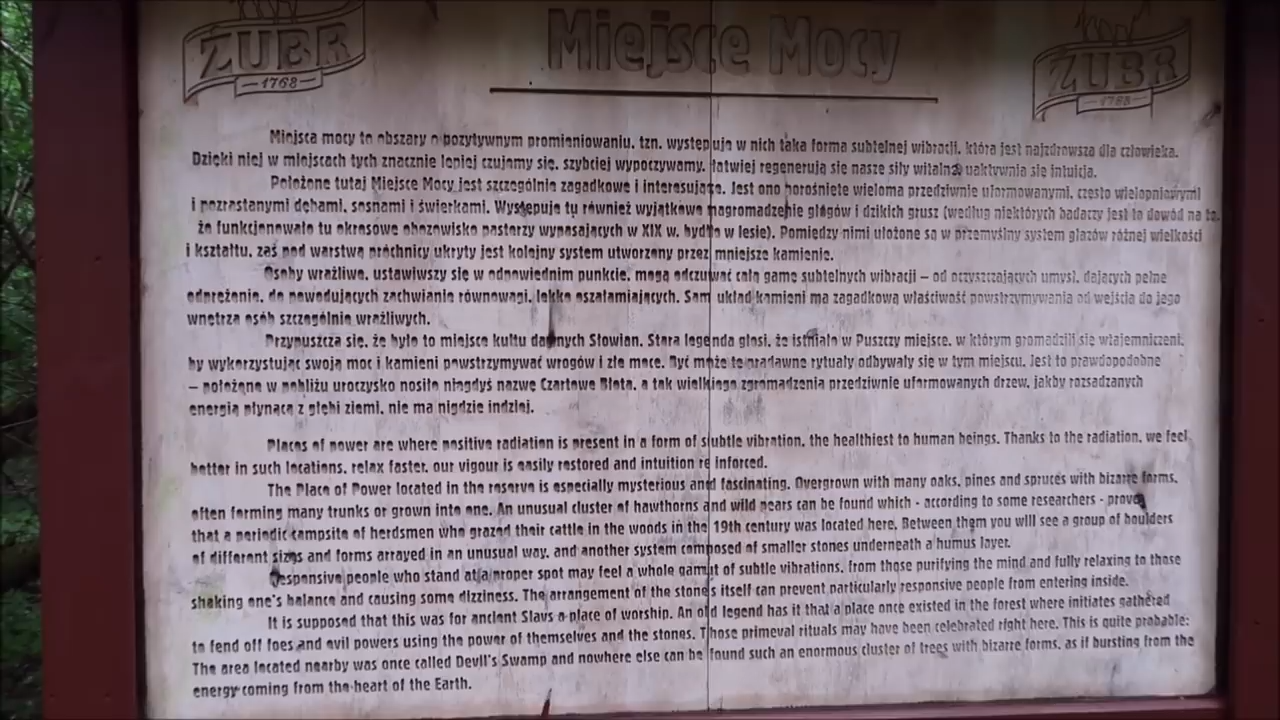 ŻUBR
1768
Miejsce Mocy
ŻUBR
1768
Miejsca mocy to obszary o pozytywnym promieniowaniu, tzn. występuje w nich taka forma subtelnej wibracji, która jest najzdrowsza dla człowieka.
Dzięki niej w miejscach tych znacznie lepiej czujemy się, szybciej wypoczywamy, łatwiej regenerują się nasze siły witalne, uaktywnia się intuicja.
Położone tutaj Miejsce Mocy jest szczególnie zagadkowe i interesujące. Jest ono porośnięte wieloma przedziwnie uformowanymi, często wielopniowymi
i pozrastanymi dębami, sosnami i świerkami. Występuje tu również wyjątkowe nagromadzenie głogów i dzikich grusz (według niektórych badaczy jest to dowód na to,
że funkcjonowało tu okresowe obozowisko pasterzy wypasających w XIX w. bydło w lesie). Pomiędzy nimi ułożone są w przemyślny system głazów różnej wielkości
i kształtu, zaś pod warstwą próchnicy ukryty jest kolejny system utworzony przez mniejsze kamienie.
Osoby wrażliwe, ustawiwszy się w odpowiednim punkcie, mogą odczuwać całą gamę subtelnych wibracji – od oczyszczających umysł, dających pełne
odprężenie, do powodujących zachwianie równowagi, lekko oszałamiających. Sam układ kamieni ma zagadkową właściwość powstrzymywania od wejścia do jego
wnętrza osób szczególnie wrażliwych.
Przypuszcza się, że było to miejsce kultu dawnych Słowian. Stara legenda głosi, że istniało w Puszczy miejsce, w którym gromadzili się wtajemniczeni,
by wykorzystując swoją moc i kamieni powstrzymywać wrogów i złe moce. Być może te pradawne rytuały odbywały się w tym miejscu. Jest to prawdopodobne
– położone w pobliżu uroczysko nosiło niegdyś nazwę Czartowe Błota, a tak wielkiego zgromadzenia przedziwnie uformowanych drzew, jakby rozsadzanych
energią płynącą z głębi ziemi, nie ma nigdzie indziej.
Places of power are where positive radiation is present in a form of subtle vibration, the healthiest to human beings. Thanks to the radiation, we feel
better in such locations, relax faster, our vigour is easily restored and intuition re inforced.
The Place of Power located in the reserve is especially mysterious and fascinating. Overgrown with many oaks, pines and spruces with bizarre forms,
often forming many trunks or grown into one. An unusual cluster of hawthorns and wild pears can be found which - according to some researchers - prove
that a periodic campsite of herdsmen who grazed their cattle in the woods in the 19th century was located here. Between them you will see a group of boulders
of different sizes and forms arrayed in an unusual way, and another system composed of smaller stones underneath a humus layer.
Responsive people who stand at a proper spot may feel a whole gamut of subtle vibrations, from those purifying the mind and fully relaxing to those
shaking one's balance and causing some dizziness. The arrangement of the stones itself can prevent particularly responsive people from entering inside.
It is supposed that this was for ancient Slavs a place of worship. An old legend has it that a place once existed in the forest where initiates gathered
to fend off foes and evil powers using the power of themselves and the stones. Those primeval rituals may have been celebrated right here. This is quite probable:
The area located nearby was once called Devil's Swamp and nowhere else can be found such an enormous cluster of trees with bizarre forms, as if bursting from the
energy coming from the heart of the Earth.